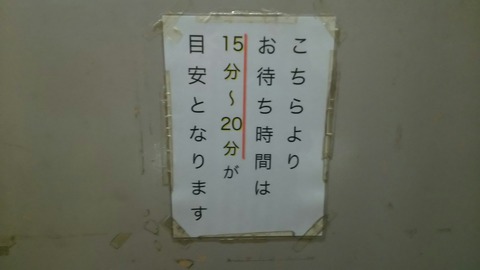 こちらより
お待ち時間は
15分～20分が
目安となります